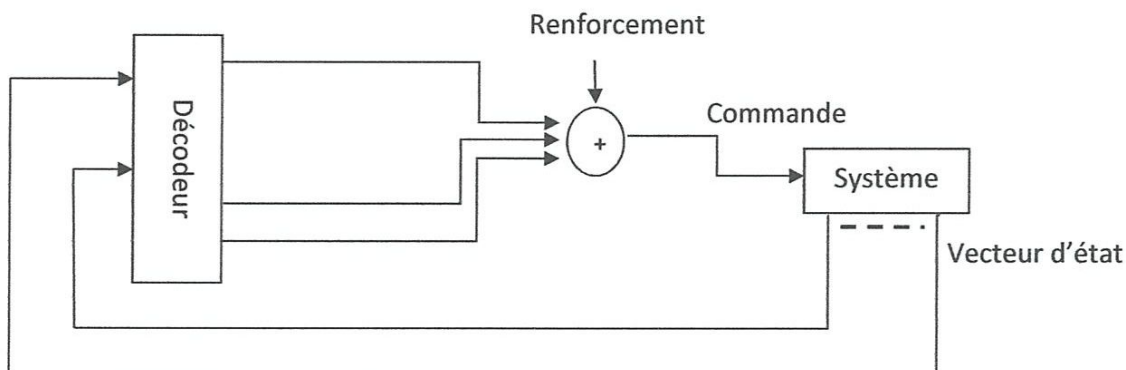 Renforcement
Décodeur
+
Commande
Système
Vecteur d'état